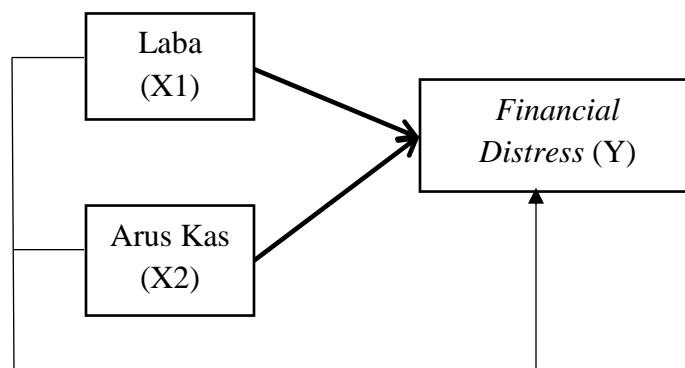 Laba
(X1)
Financial
Distress (Y)
Arus Kas
(X2)